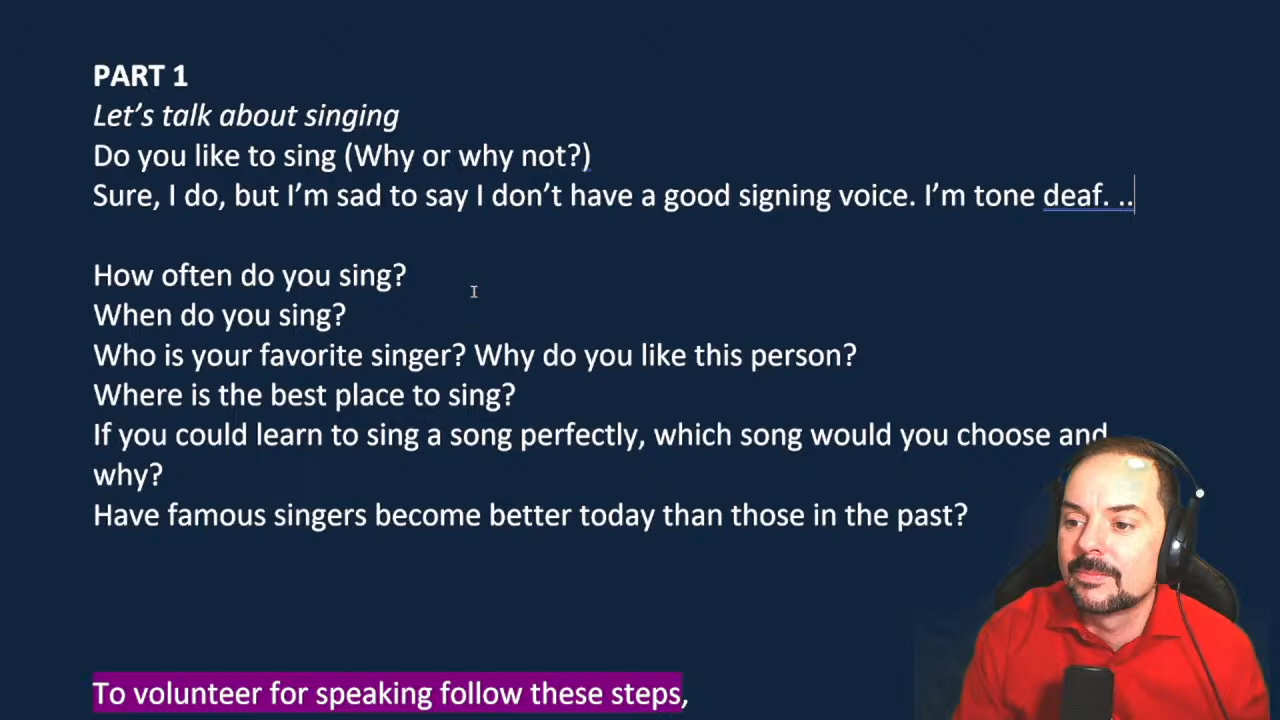 PART 1
Let's talk about singing
Do you like to sing (Why or why not?)
Sure, I do, but I'm sad to say I don't have a good signing voice. I'm tone deaf. ..
How often do you sing?
When do you sing?
Who is your favorite singer? Why do you like this person?
Where is the best place to sing?
If you could learn to sing a song perfectly, which song would you choose and
why?
Have famous singers become better today than those in the past?
To volunteer for speaking follow these steps,